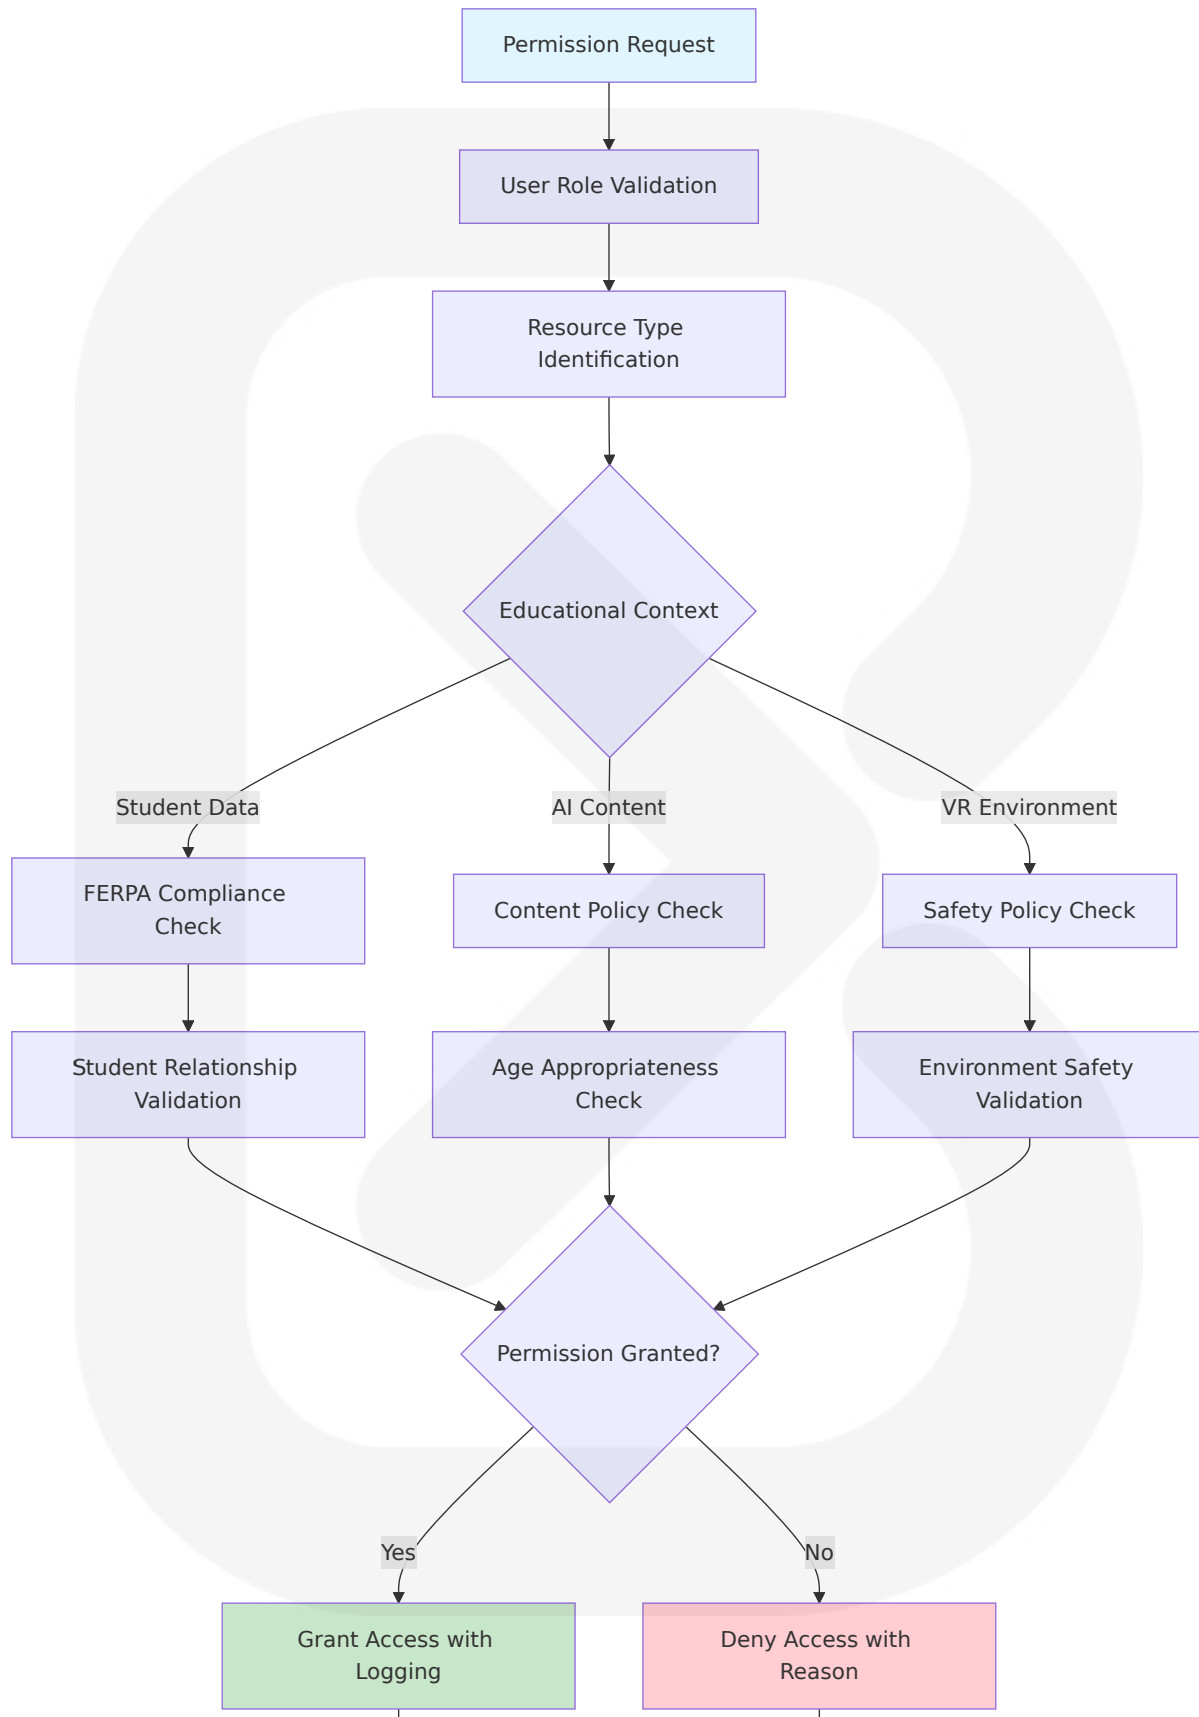 Permission Request
User Role Validation
Resource Type
Identification
Educational Context
Student Data
AI Content
VR Environment
FERPA Compliance
Check
Content Policy Check
Safety Policy Check
Student Relationship
Validation
Age Appropriateness
Check
Environment Safety
Validation
Permission Granted?
Yes
No
Grant Access with
Logging
Deny Access with
Reason